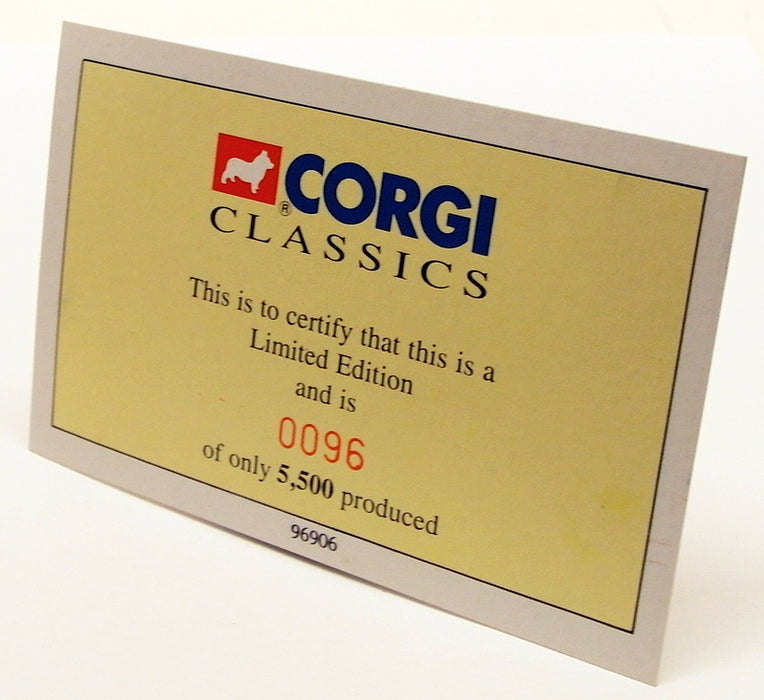 CORGI
®
CLASSICS
This is to certify that this is a
Limited Edition
and is
0096
of only 5,500 produced
96906